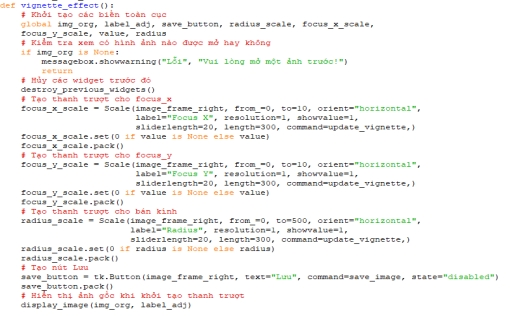 def vignette_effect():
# Khởi tạo các biến toàn cục
global img_org, label_adj, save_button, radius_scale, focus_x_scale,
focus_y_scale, value, radius
# Kiểm tra xem có hình ảnh nào được mở hay không
if img_org is None:
messagebox.showwarning("Lỗi", "Vui lòng mở một ảnh trước!")
return
# Hủy các widget trước đó
destroy_previous_widgets()
# Tạo thanh trượt cho focus_x
focus_x_scale = Scale(image_frame_right, from_=0, to=10, orient="horizontal",
label="Focus X", resolution=1, showvalue=1,
sliderlength=20, length=300, command=update_vignette,)
focus_x_scale.set(0 if value is None else value)
focus_x_scale.pack()
# Tạo thanh trượt cho focus_y
focus_y_scale = Scale(image_frame_right, from_=0, to=10, orient="horizontal",
label="Focus Y", resolution=1, showvalue=1,
sliderlength=20, length=300, command=update_vignette,)
focus_y_scale.set(0 if value is None else value)
focus_y_scale.pack()
# Tạo thanh trượt cho bán kính
radius_scale = Scale(image_frame_right, from_=0, to=500, orient="horizontal",
label="Radius", resolution=1, showvalue=1,
sliderlength=20, length=300, command=update_vignette,)
radius_scale.set(0 if radius is None else radius)
radius_scale.pack()
# Tạo nút Lưu
save_button = tk.Button(image_frame_right, text="Lưu", command=save_image, state="disabled")
save_button.pack()
# Hiển thị ảnh gốc khi khởi tạo thanh trượt
display_image(img_org, label_adj)